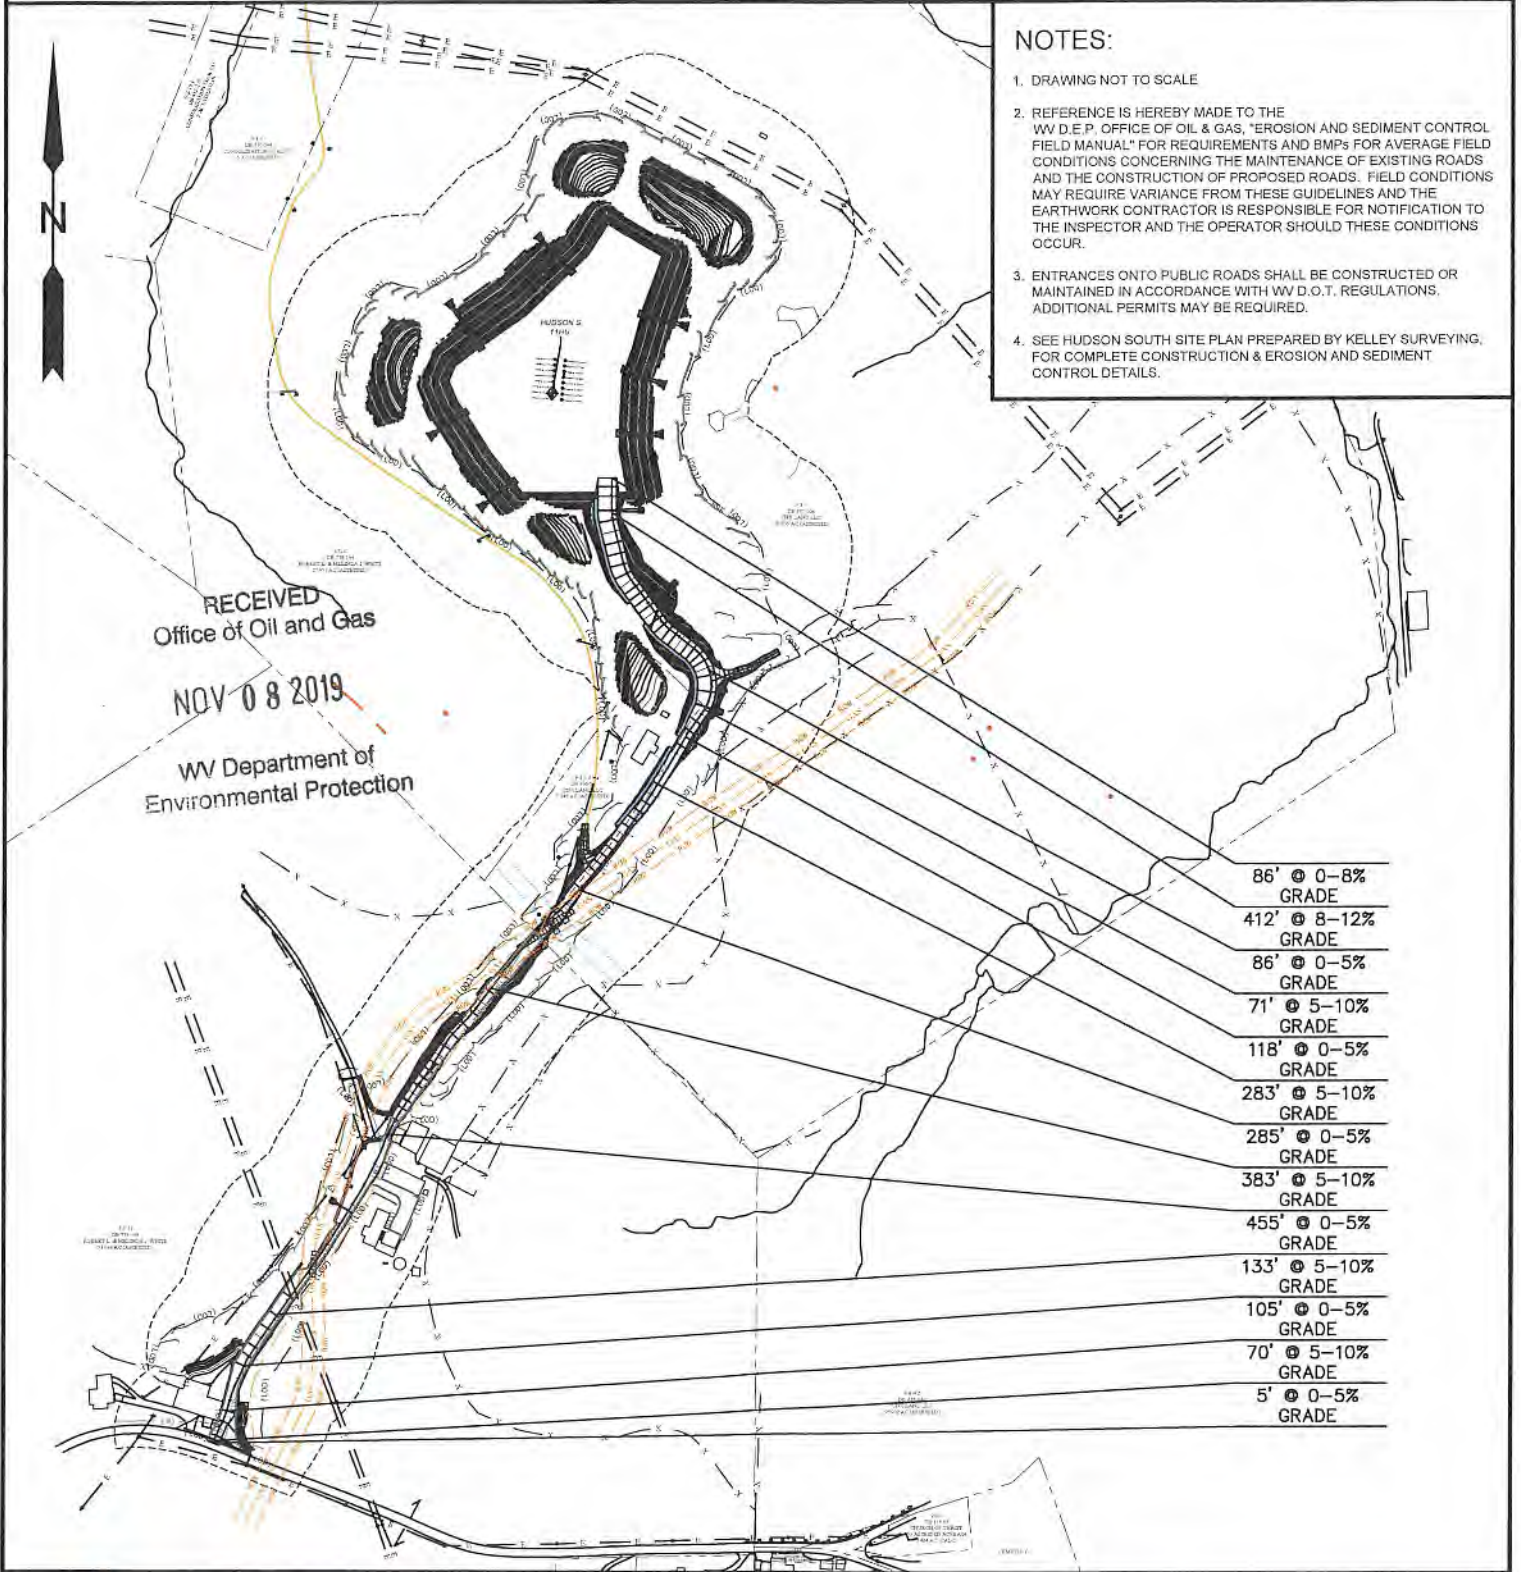 NOTES:
1. DRAWING NOT TO SCALE
2. REFERENCE IS HEREBY MADE TO THE
WV D.E.P. OFFICE OF OIL & GAS, "EROSION AND SEDIMENT CONTROL
FIELD MANUAL" FOR REQUIREMENTS AND BMPs FOR AVERAGE FIELD
CONDITIONS CONCERNING THE MAINTENANCE OF EXISTING ROADS
AND THE CONSTRUCTION OF PROPOSED ROADS. FIELD CONDITIONS
MAY REQUIRE VARIANCE FROM THESE GUIDELINES AND THE
EARTHWORK CONTRACTOR IS RESPONSIBLE FOR NOTIFICATION TO
THE INSPECTOR AND THE OPERATOR SHOULD THESE CONDITIONS
OCCUR.
3. ENTRANCES ONTO PUBLIC ROADS SHALL BE CONSTRUCTED OR
MAINTAINED IN ACCORDANCE WITH WV D.O.T. REGULATIONS.
ADDITIONAL PERMITS MAY BE REQUIRED.
4. SEE HUDSON SOUTH SITE PLAN PREPARED BY KELLEY SURVEYING,
FOR COMPLETE CONSTRUCTION & EROSION AND SEDIMENT
CONTROL DETAILS.
N
HUDSON S
RECEIVED
Office of Oil and Gas
NOV 08 2019
WV Department of
Environmental Protection
86' @ 0-8%
GRADE
412' @ 8-12%
GRADE
86' @ 0-5%
GRADE
71' @ 5-10%
GRADE
118' @ 0-5%
GRADE
283' @ 5-10%
GRADE
285' @ 0-5%
GRADE
383' @ 5-10%
GRADE
455' @ 0-5%
GRADE
133' @ 5-10%
GRADE
105' @ 0-5%
GRADE
70' @ 5-10%
GRADE
5' @ 0-5%
GRADE